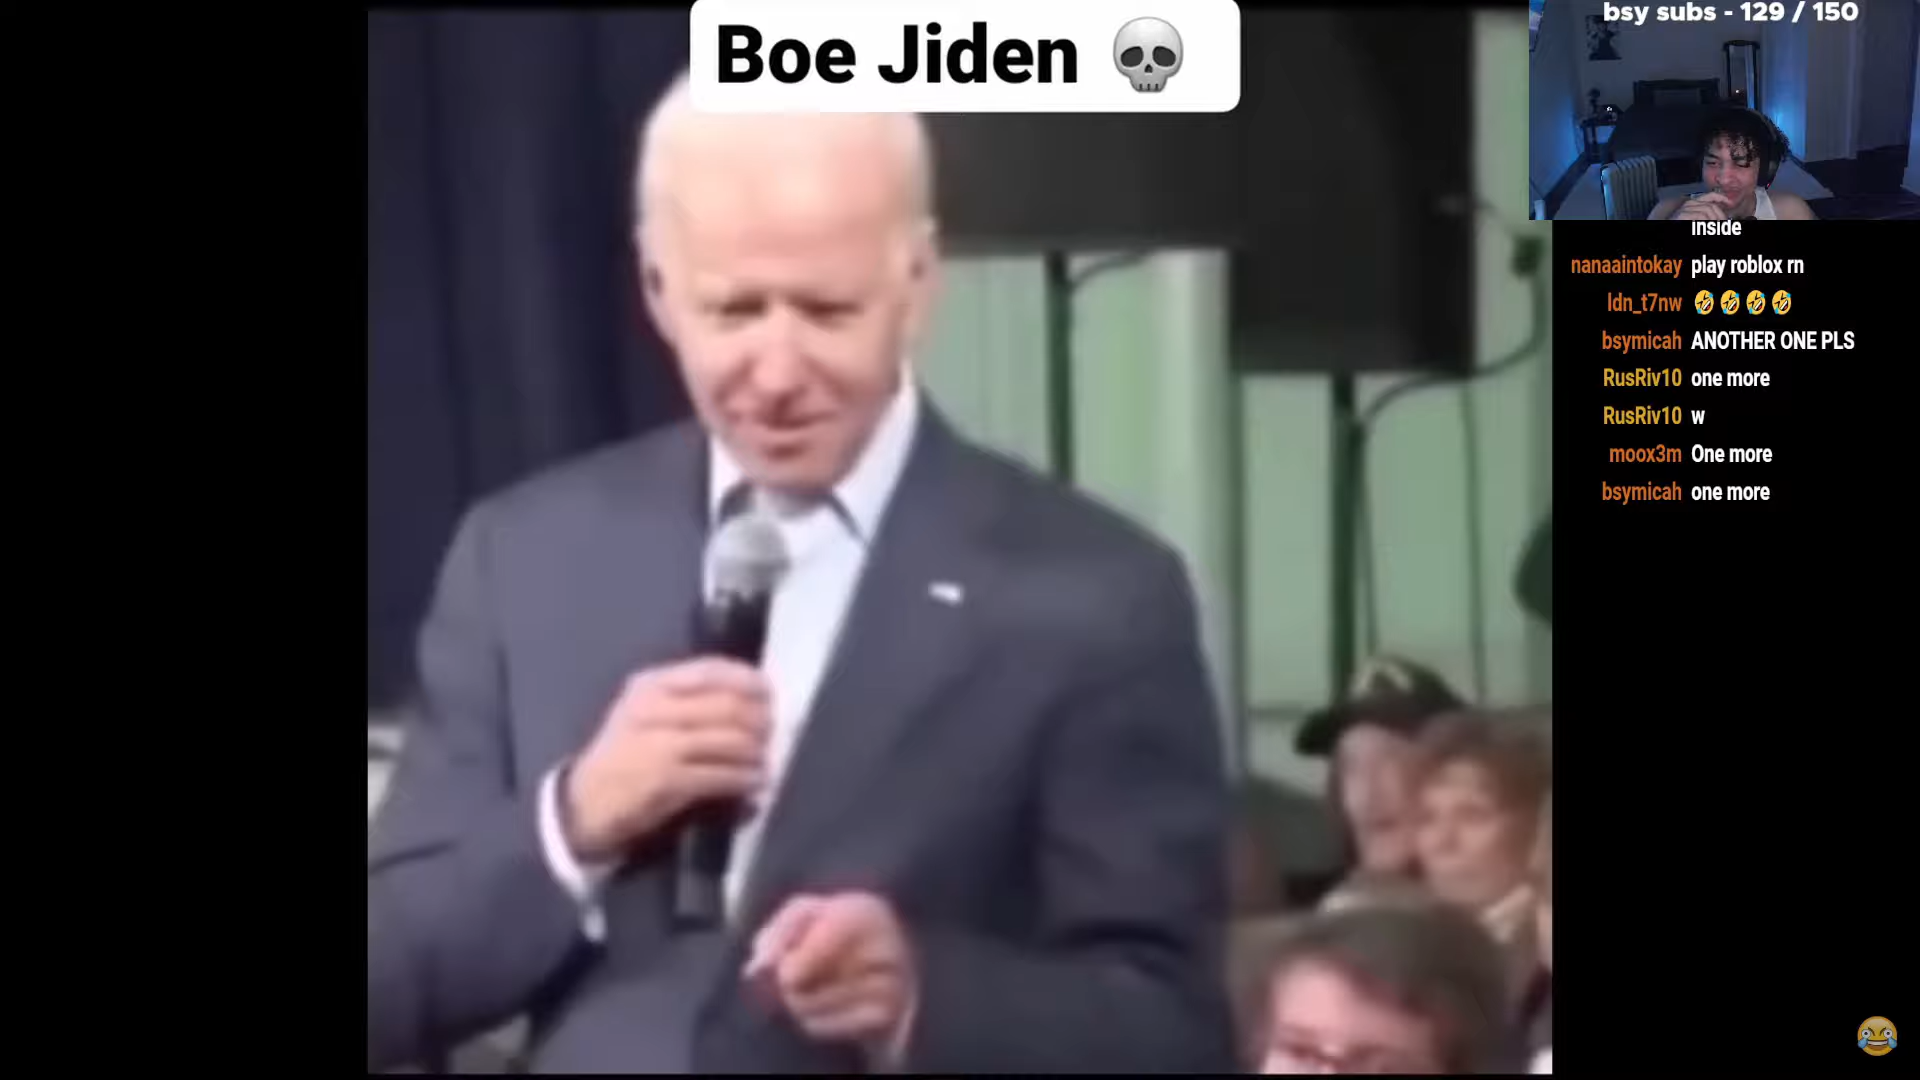 Boe Jiden 💀
bsy subs - 129 / 150
inside
nanaaintokay play roblox rn
ldn_t7nw 🤣🤣🤣🤣
bsymicah ANOTHER ONE PLS
RusRiv10 one more
RusRiv10 w
moox3m One more
bsymicah one more